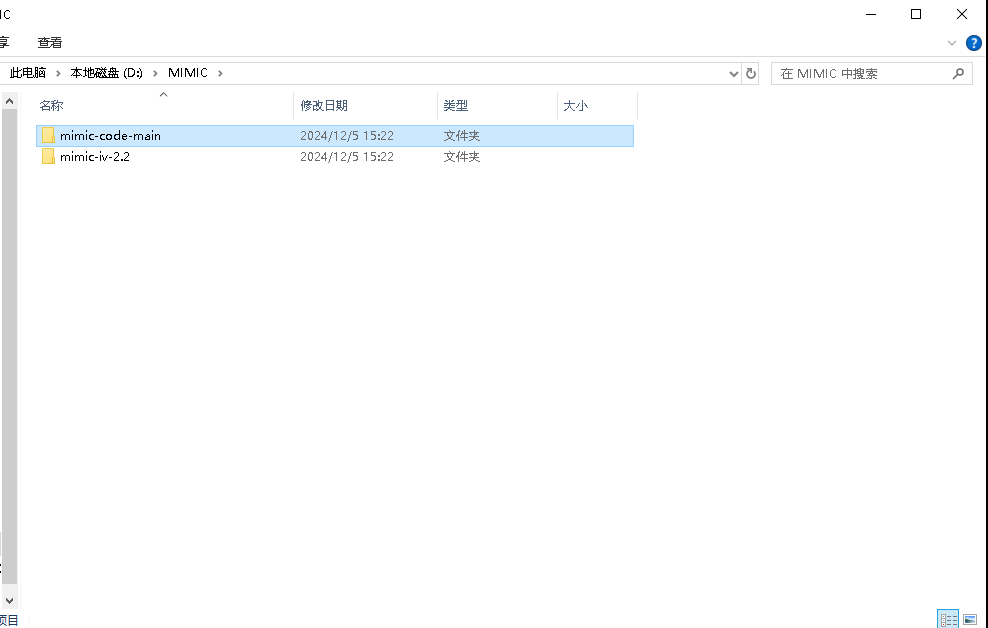 IC
享 查看
此电脑 › 本地磁盘 (D:) › MIMIC › 在 MIMIC 中搜索
名称 修改日期 类型 大小
mimic-code-main 2024/12/5 15:22 文件夹
mimic-iv-2.2 2024/12/5 15:22 文件夹
项目